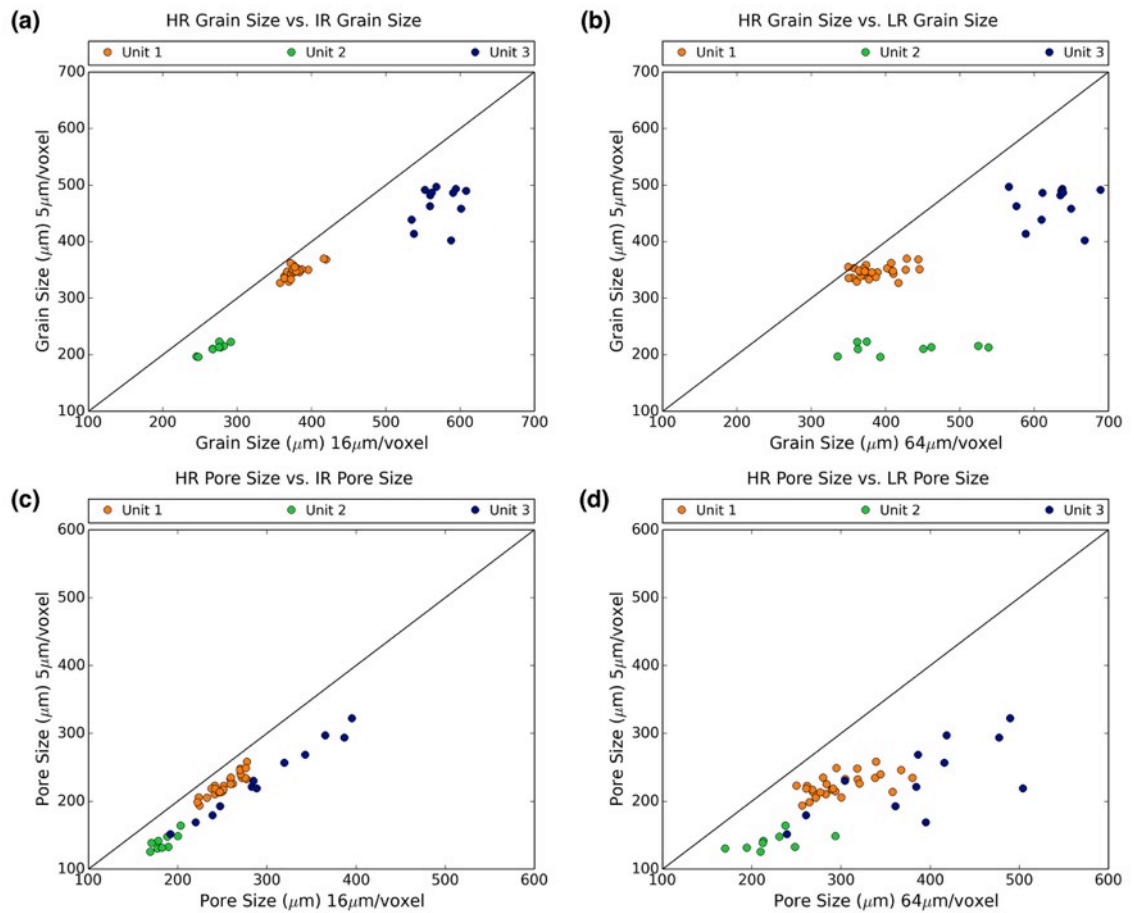 (a)
HR Grain Size vs. IR Grain Size
Unit 1 Unit 2 Unit 3
700
600
500
400
300
200
100
Grain Size (μm) 5μm/voxel
100 200 300 400 500 600 700
Grain Size (μm) 16μm/voxel
(b)
HR Grain Size vs. LR Grain Size
Unit 1 Unit 2 Unit 3
700
600
500
400
300
200
100
Grain Size (μm) 5μm/voxel
100 200 300 400 500 600 700
Grain Size (μm) 64μm/voxel
(c)
HR Pore Size vs. IR Pore Size
Unit 1 Unit 2 Unit 3
600
500
400
300
200
100
Pore Size (μm) 5μm/voxel
100 200 300 400 500 600
Pore Size (μm) 16μm/voxel
(d)
HR Pore Size vs. LR Pore Size
Unit 1 Unit 2 Unit 3
600
500
400
300
200
100
Pore Size (μm) 5μm/voxel
100 200 300 400 500 600
Pore Size (μm) 64μm/voxel